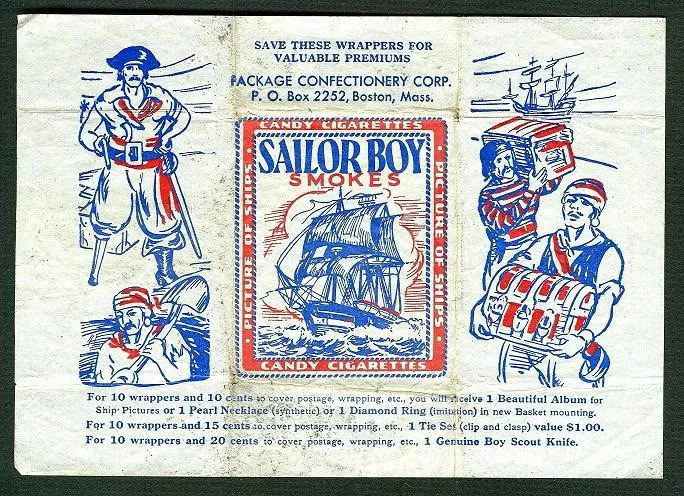 SAVE THESE WRAPPERS FOR
VALUABLE PREMIUMS
PACKAGE CONFECTIONERY CORP.
P. O. Box 2252, Boston, Mass.
CANDY CIGARETTES
SAILOR BOY
SMOKES
PICTURE OF SHIPS
PICTURE OF SHIPS
CANDY CIGARETTES
For 10 wrappers and 10 cents to cover postage, wrapping, etc., you will receive 1 Beautiful Album for
Ship Pictures or 1 Pearl Necklace (synthetic) or 1 Diamond Ring (imitation) in new Basket mounting.
For 10 wrappers and 15 cents to cover postage, wrapping, etc., 1 Tie Set (clip and clasp) value $1.00.
For 10 wrappers and 20 cents to cover postage, wrapping, etc., 1 Genuine Boy Scout Knife.